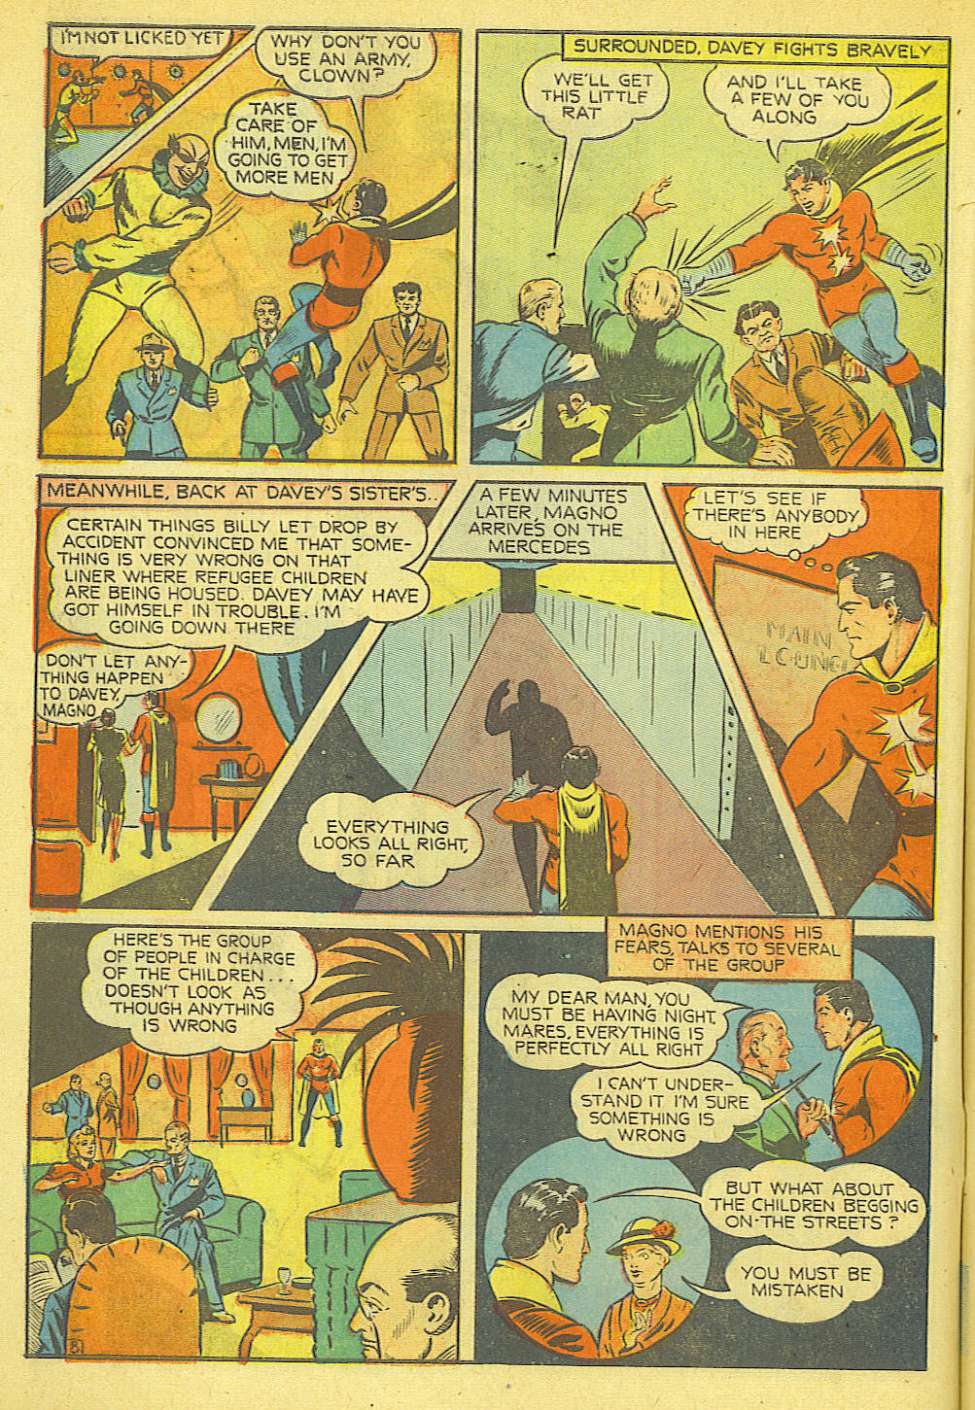 I'M NOT LICKED YET
WHY DON'T YOU
USE AN ARMY,
CLOWN?
TAKE
CARE OF
HIM, MEN, I'M
GOING TO GET
MORE MEN
SURROUNDED, DAVEY FIGHTS BRAVELY
WE'LL GET
THIS LITTLE
RAT
AND I'LL TAKE
A FEW OF YOU
ALONG
MEANWHILE, BACK AT DAVEY'S SISTER'S..
CERTAIN THINGS BILLY LET DROP BY
ACCIDENT CONVINCED ME THAT SOME-
THING IS VERY WRONG ON THAT
LINER WHERE REFUGEE CHILDREN
ARE BEING HOUSED. DAVEY MAY HAVE
GOT HIMSELF IN TROUBLE. I'M
GOING DOWN THERE
DON'T LET ANY-
THING HAPPEN
TO DAVEY,
MAGNO
A FEW MINUTES
LATER, MAGNO
ARRIVES ON THE
MERCEDES
EVERYTHING
LOOKS ALL RIGHT,
SO FAR
LET'S SEE IF
THERE'S ANYBODY
IN HERE
MAIN
LOUNG
HERE'S THE GROUP
OF PEOPLE IN CHARGE
OF THE CHILDREN...
DOESN'T LOOK AS
THOUGH ANYTHING
IS WRONG
8
MAGNO MENTIONS HIS
FEARS, TALKS TO SEVERAL
OF THE GROUP
MY DEAR MAN, YOU
MUST BE HAVING NIGHT,
MARES, EVERYTHING IS
PERFECTLY ALL RIGHT
I CAN'T UNDER-
STAND IT I'M SURE
SOMETHING IS
WRONG
BUT WHAT ABOUT
THE CHILDREN BEGGING
ON THE STREETS?
YOU MUST BE
MISTAKEN